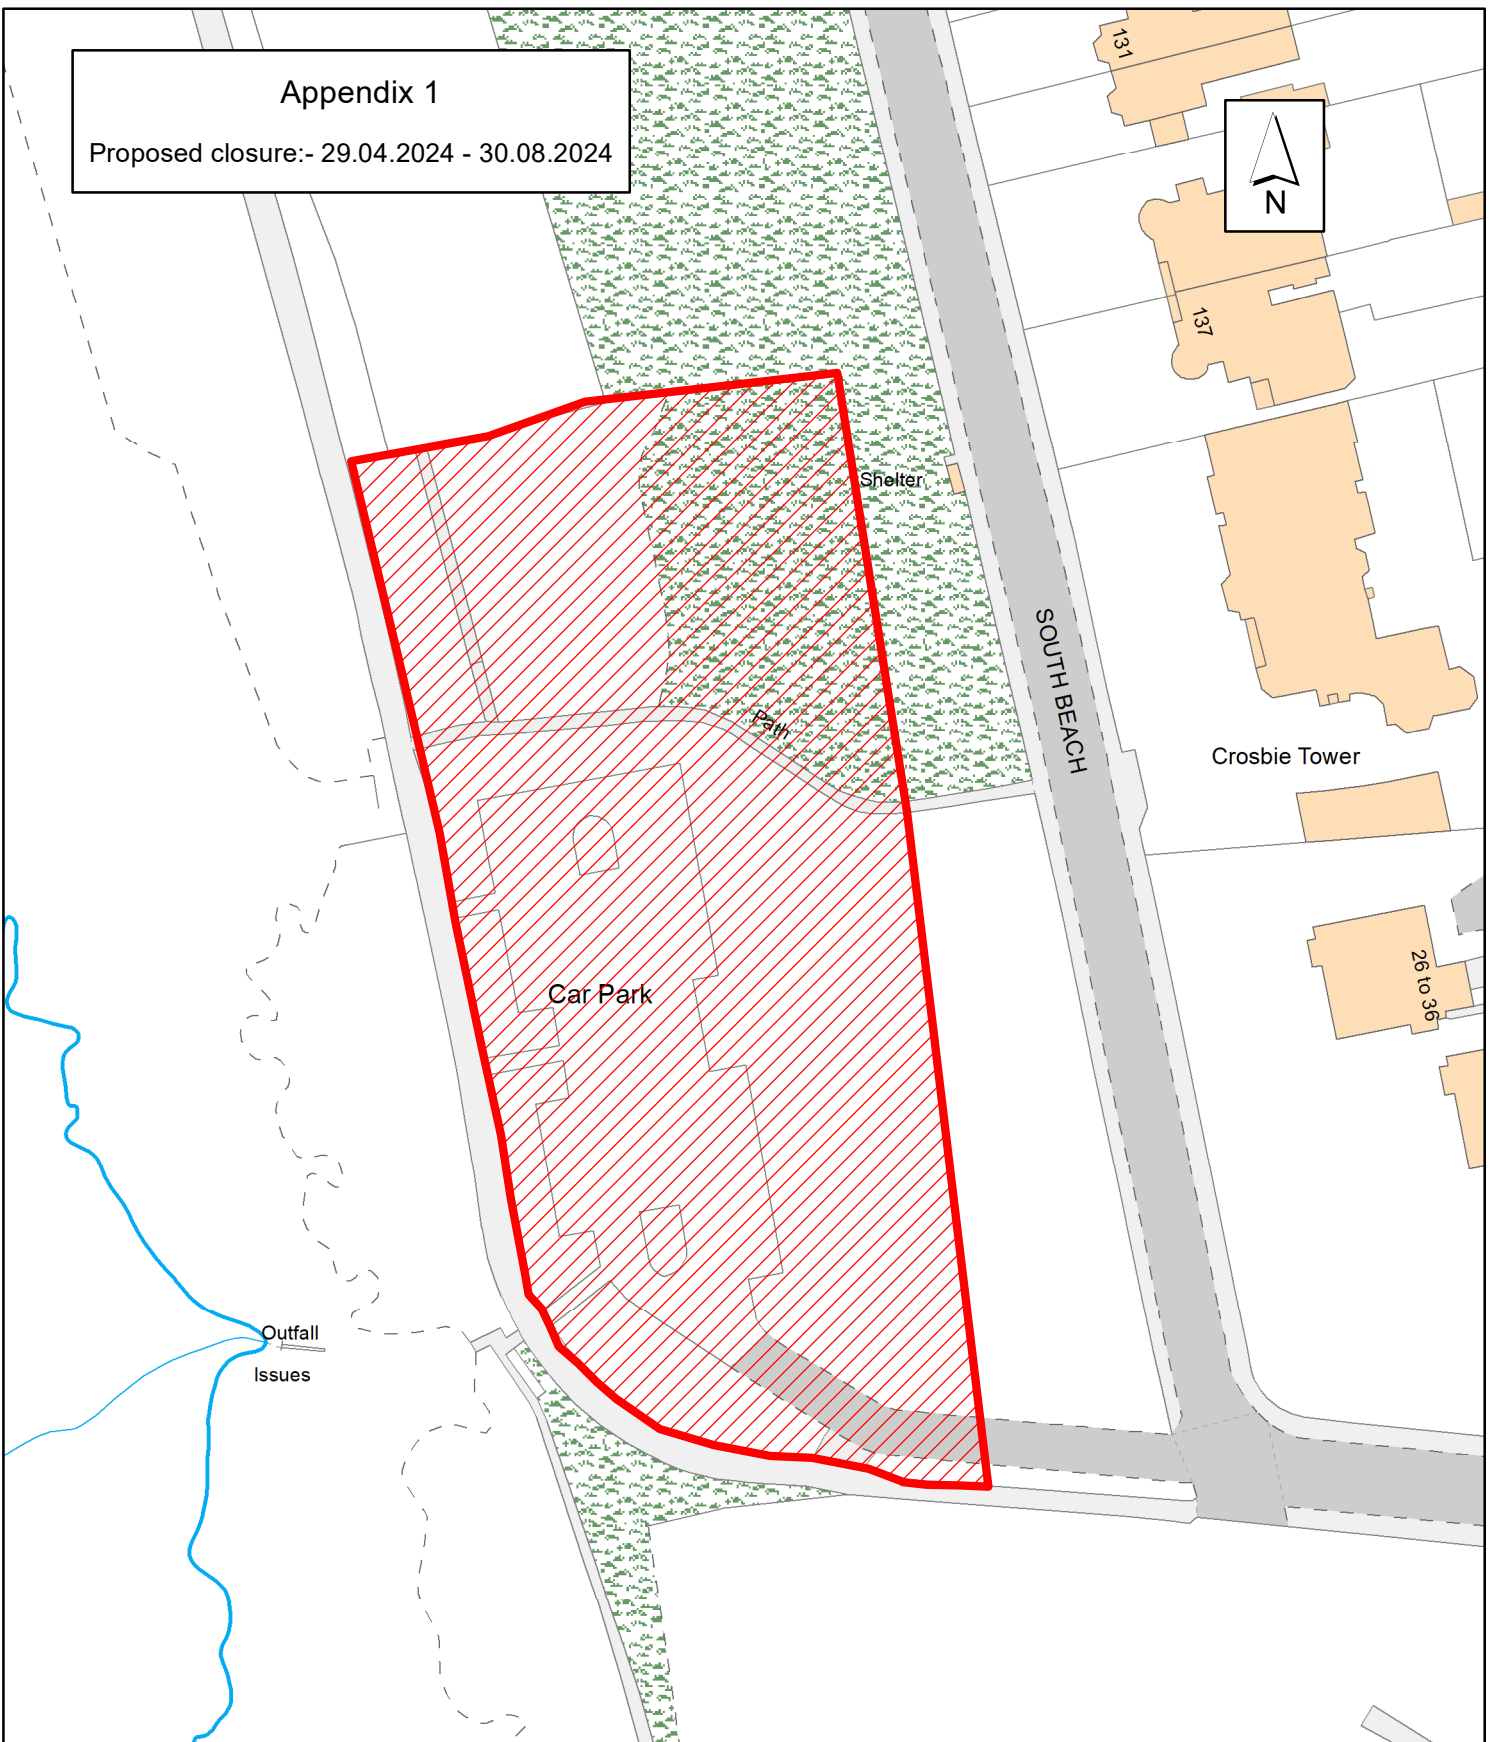 Appendix 1
Proposed closure:- 29.04.2024 - 30.08.2024
131
N
137
Shelter
SOUTH BEACH
Path
Crosbie Tower
26 to 36
Car Park
Outfall
Issues